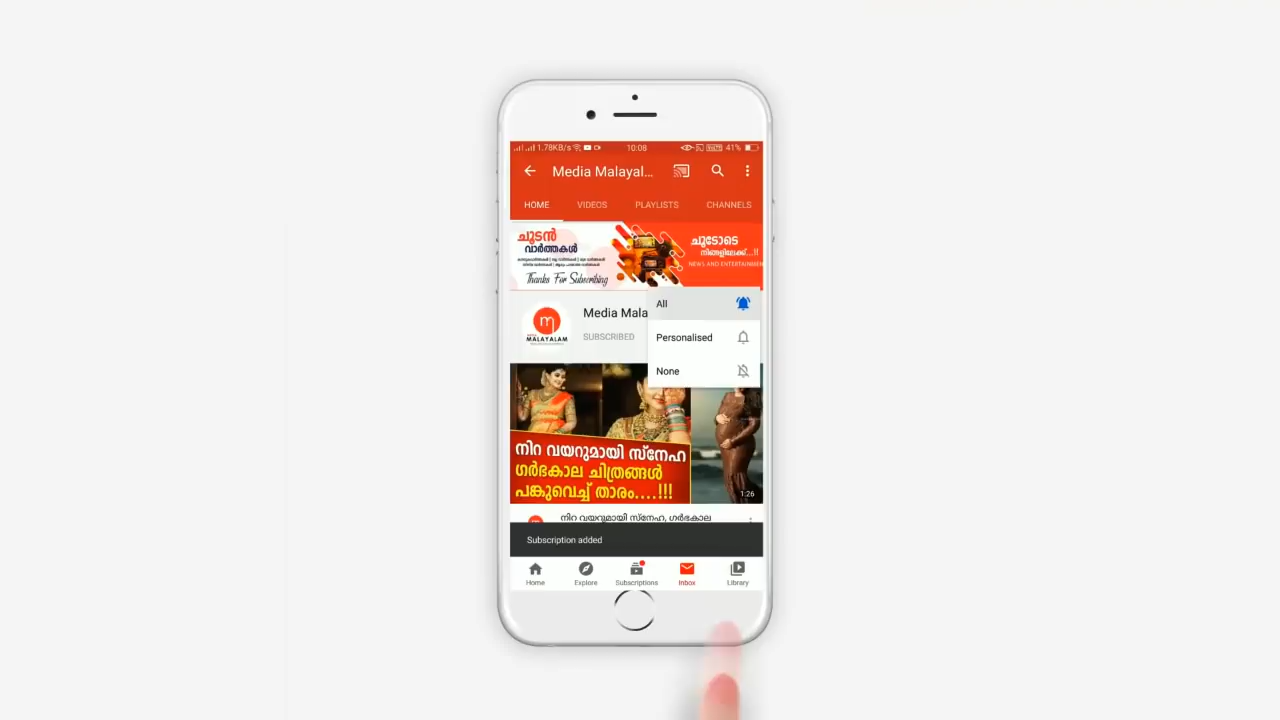 1.78KB/s 10:08 41%
Media Malayal...
HOME VIDEOS PLAYLISTS CHANNELS
ചൂടൻ
വാർത്തകൾ
Thanks For Subscribing
ചൂടോടെ
നിങ്ങളിലേക്ക്...!!
NEWS AND ENTERTAINMEN
All
Media Mala
Personalised
SUBSCRIBED
MALAYALAM
None
നിറ വയറുമായി സ്നേഹ
ഗർഭകാല ചിത്രങ്ങൾ
പങ്കുവെച്ച് താരം....!!!
1:26
നിറ വയറുമായി സ്നേഹ, ഗർഭകാല
Subscription added
Home Explore Subscriptions Inbox Library